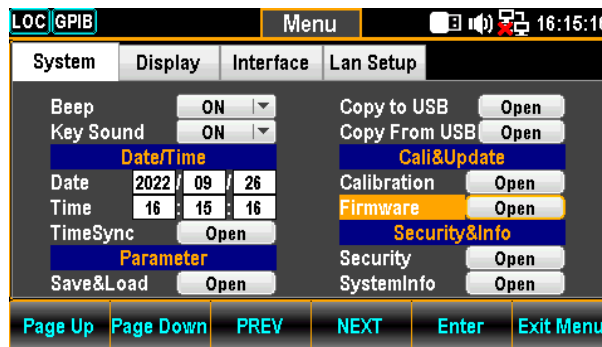 LOC GPIB Menu 16:15:16
System Display Interface Lan Setup
Beep ON Copy to USB Open
Key Sound ON Copy From USB Open
Date/Time Cali&Update
Date 2022 / 09 / 26 Calibration Open
Time 16 : 15 : 16 Firmware Open
TimeSync Open Security&Info
Parameter Security Open
Save&Load Open SystemInfo Open
Page Up Page Down PREV NEXT Enter Exit Menu